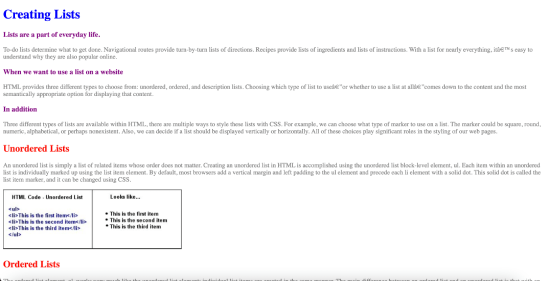 Creating Lists
Lists are a part of everyday life.
To-do lists determine what to get done. Navigational routes provide turn-by-turn lists of directions. Recipes provide lists of ingredients and lists of instructions. With a list for nearly everything, itâ€™s easy to
understand why they are also popular online.
When we want to use a list on a website
HTML provides three different types to choose from: unordered, ordered, and description lists. Choosing which type of list to useâ€”or whether to use a list at allâ€”comes down to the content and the most
semantically appropriate option for displaying that content.
In addition
Three different types of lists are available within HTML, there are multiple ways to style these lists with CSS. For example, we can choose what type of marker to use on a list. The marker could be square, round,
numeric, alphabetical, or perhaps nonexistent. Also, we can decide if a list should be displayed vertically or horizontally. All of these choices play significant roles in the styling of our web pages.
Unordered Lists
An unordered list is simply a list of related items whose order does not matter. Creating an unordered list in HTML is accomplished using the unordered list block-level element, ul. Each item within an unordered
list is individually marked up using the list item element. By default, most browsers add a vertical margin and left padding to the ul element and precede each li element with a solid dot. This solid dot is called the
list item marker, and it can be changed using CSS.
HTML Code - Unordered List
<ul>
<li>This is the first item</li>
<li>This is the second item</li>
<li>This is the third item</li>
</ul>
Looks like...
* This is the first item
* This is the second item
* This is the third item
Ordered Lists